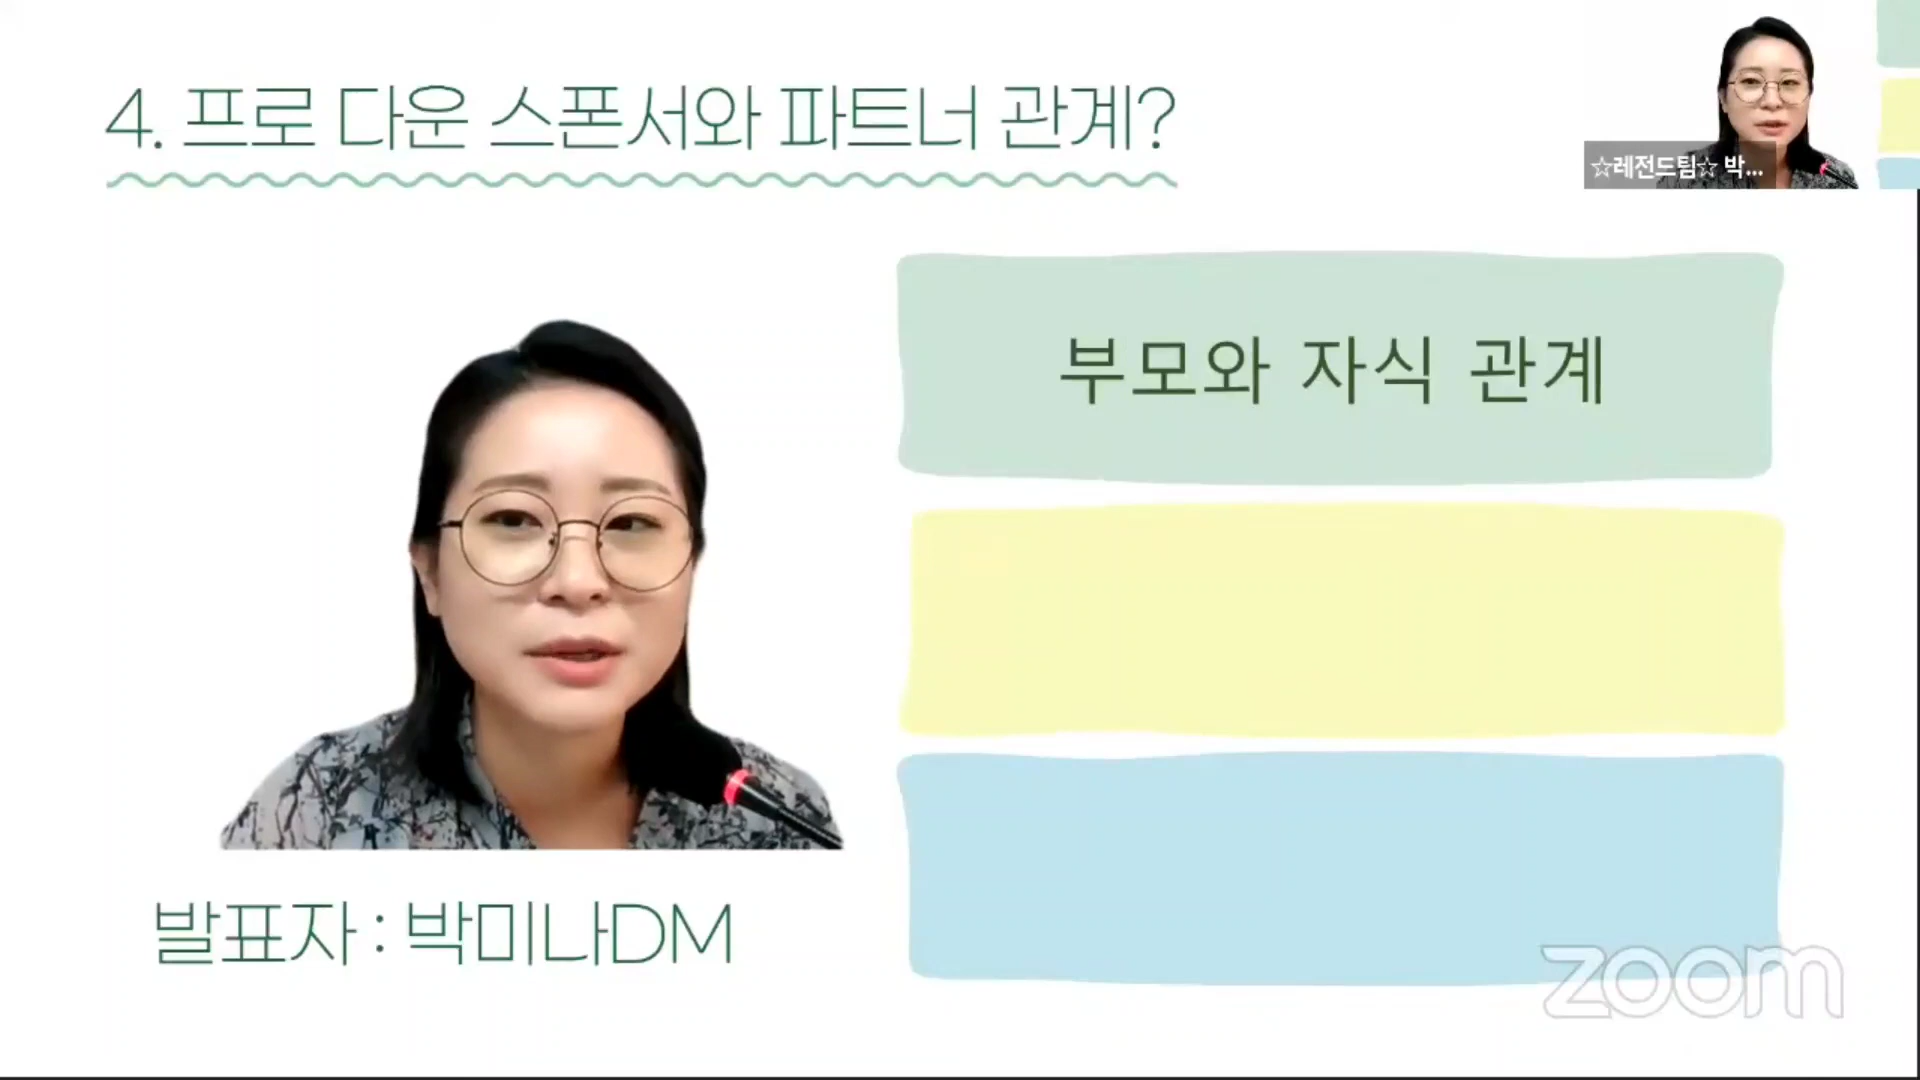 4. 프로 다운 스폰서와 파트너 관계?
☆레전드팀☆ 박...
부모와 자식 관계
발표자 : 박미나DM
zoom